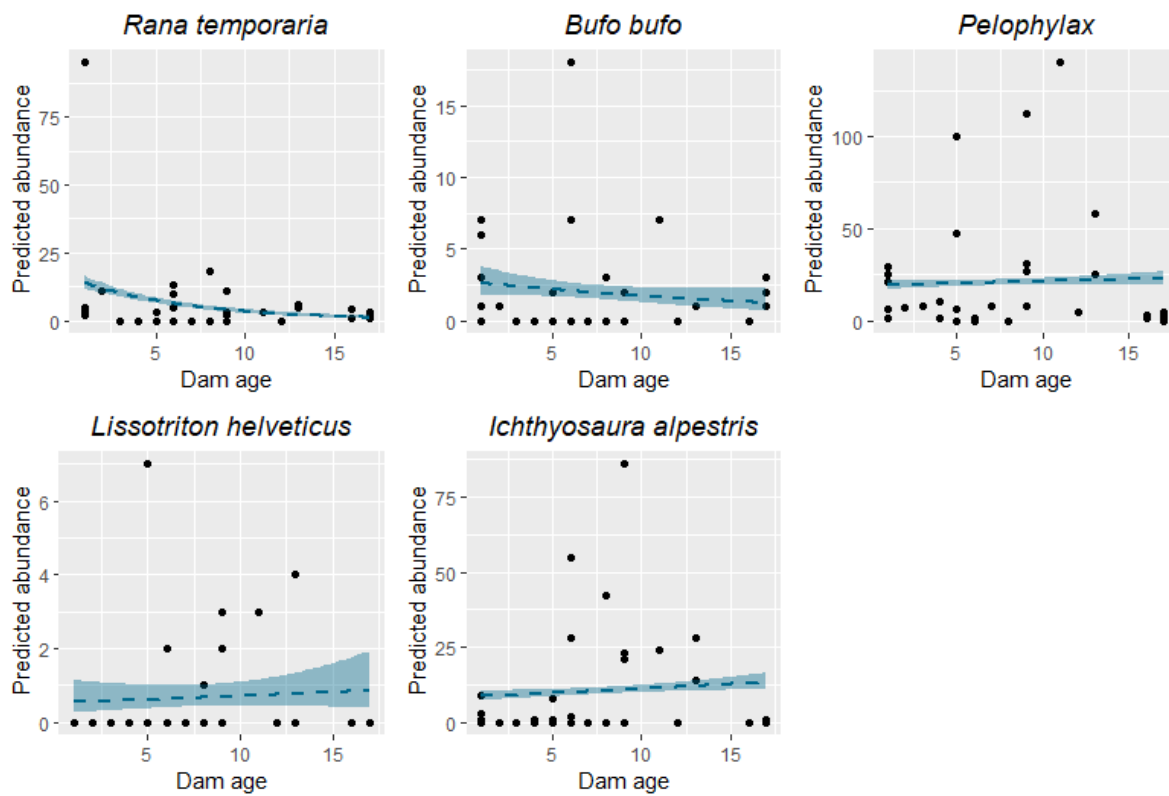 Rana temporaria
Bufo bufo
Pelophylax
Predicted abundance
75
50
25
0
5
10
15
Dam age
Predicted abundance
15
10
5
0
5
10
15
Dam age
Predicted abundance
100
50
0
5
10
15
Dam age
Lissotriton helveticus
Ichthyosaura alpestris
Predicted abundance
6
4
2
0
5
10
15
Dam age
Predicted abundance
75
50
25
0
5
10
15
Dam age